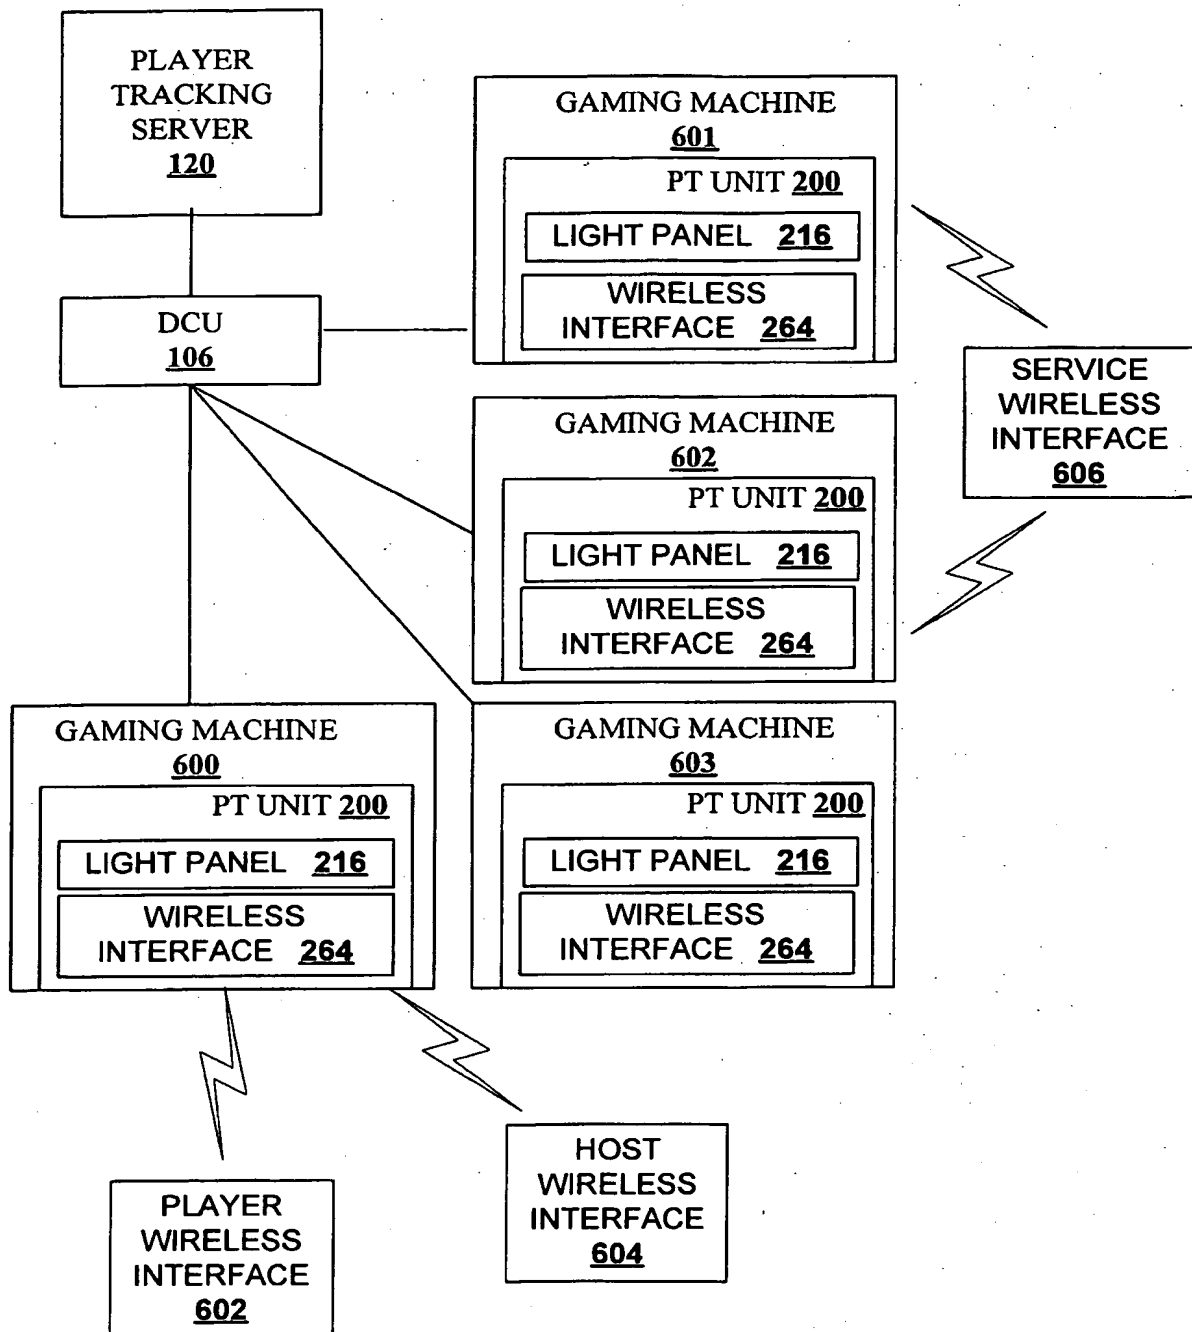 PLAYER
TRACKING
SERVER
120
DCU
106
GAMING MACHINE
601
PT UNIT 200
LIGHT PANEL 216
WIRELESS
INTERFACE 264
GAMING MACHINE
602
PT UNIT 200
LIGHT PANEL 216
WIRELESS
INTERFACE 264
SERVICE
WIRELESS
INTERFACE
606
GAMING MACHINE
600
PT UNIT 200
LIGHT PANEL 216
WIRELESS
INTERFACE 264
GAMING MACHINE
603
PT UNIT 200
LIGHT PANEL 216
WIRELESS
INTERFACE 264
PLAYER
WIRELESS
INTERFACE
602
HOST
WIRELESS
INTERFACE
604